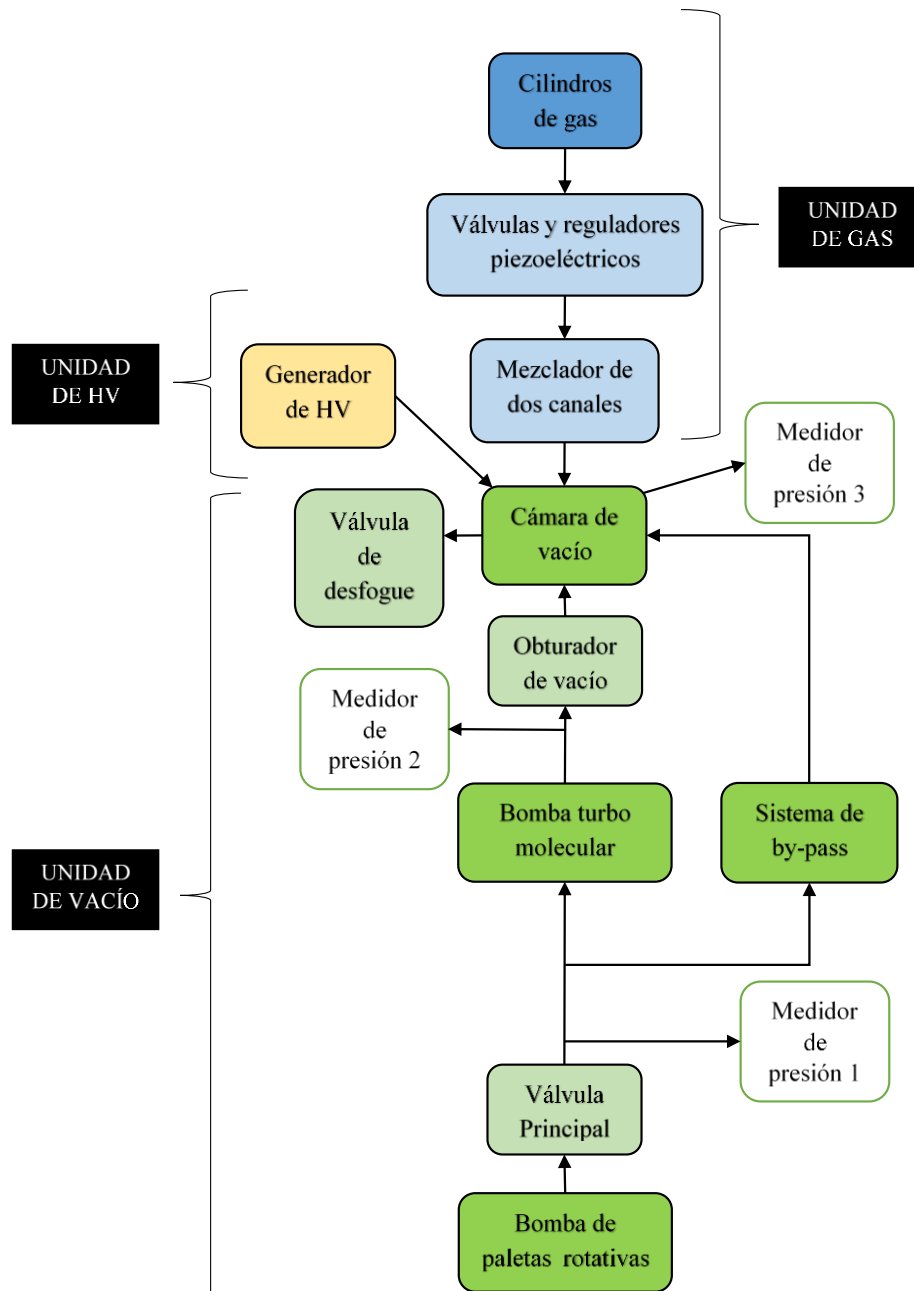 Cilindros
de gas
Válvulas y reguladores
piezoeléctricos
UNIDAD
DE GAS
UNIDAD
DE HV
Generador
de HV
Mezclador de
dos canales
Medidor
de
presión 3
Válvula
de
desfogue
Cámara de
vacío
Obturador
de vacío
Medidor
de
presión 2
Bomba turbo
molecular
Sistema de
by-pass
UNIDAD
DE VACÍO
Medidor
de
presión 1
Válvula
Principal
Bomba de
paletas rotativas